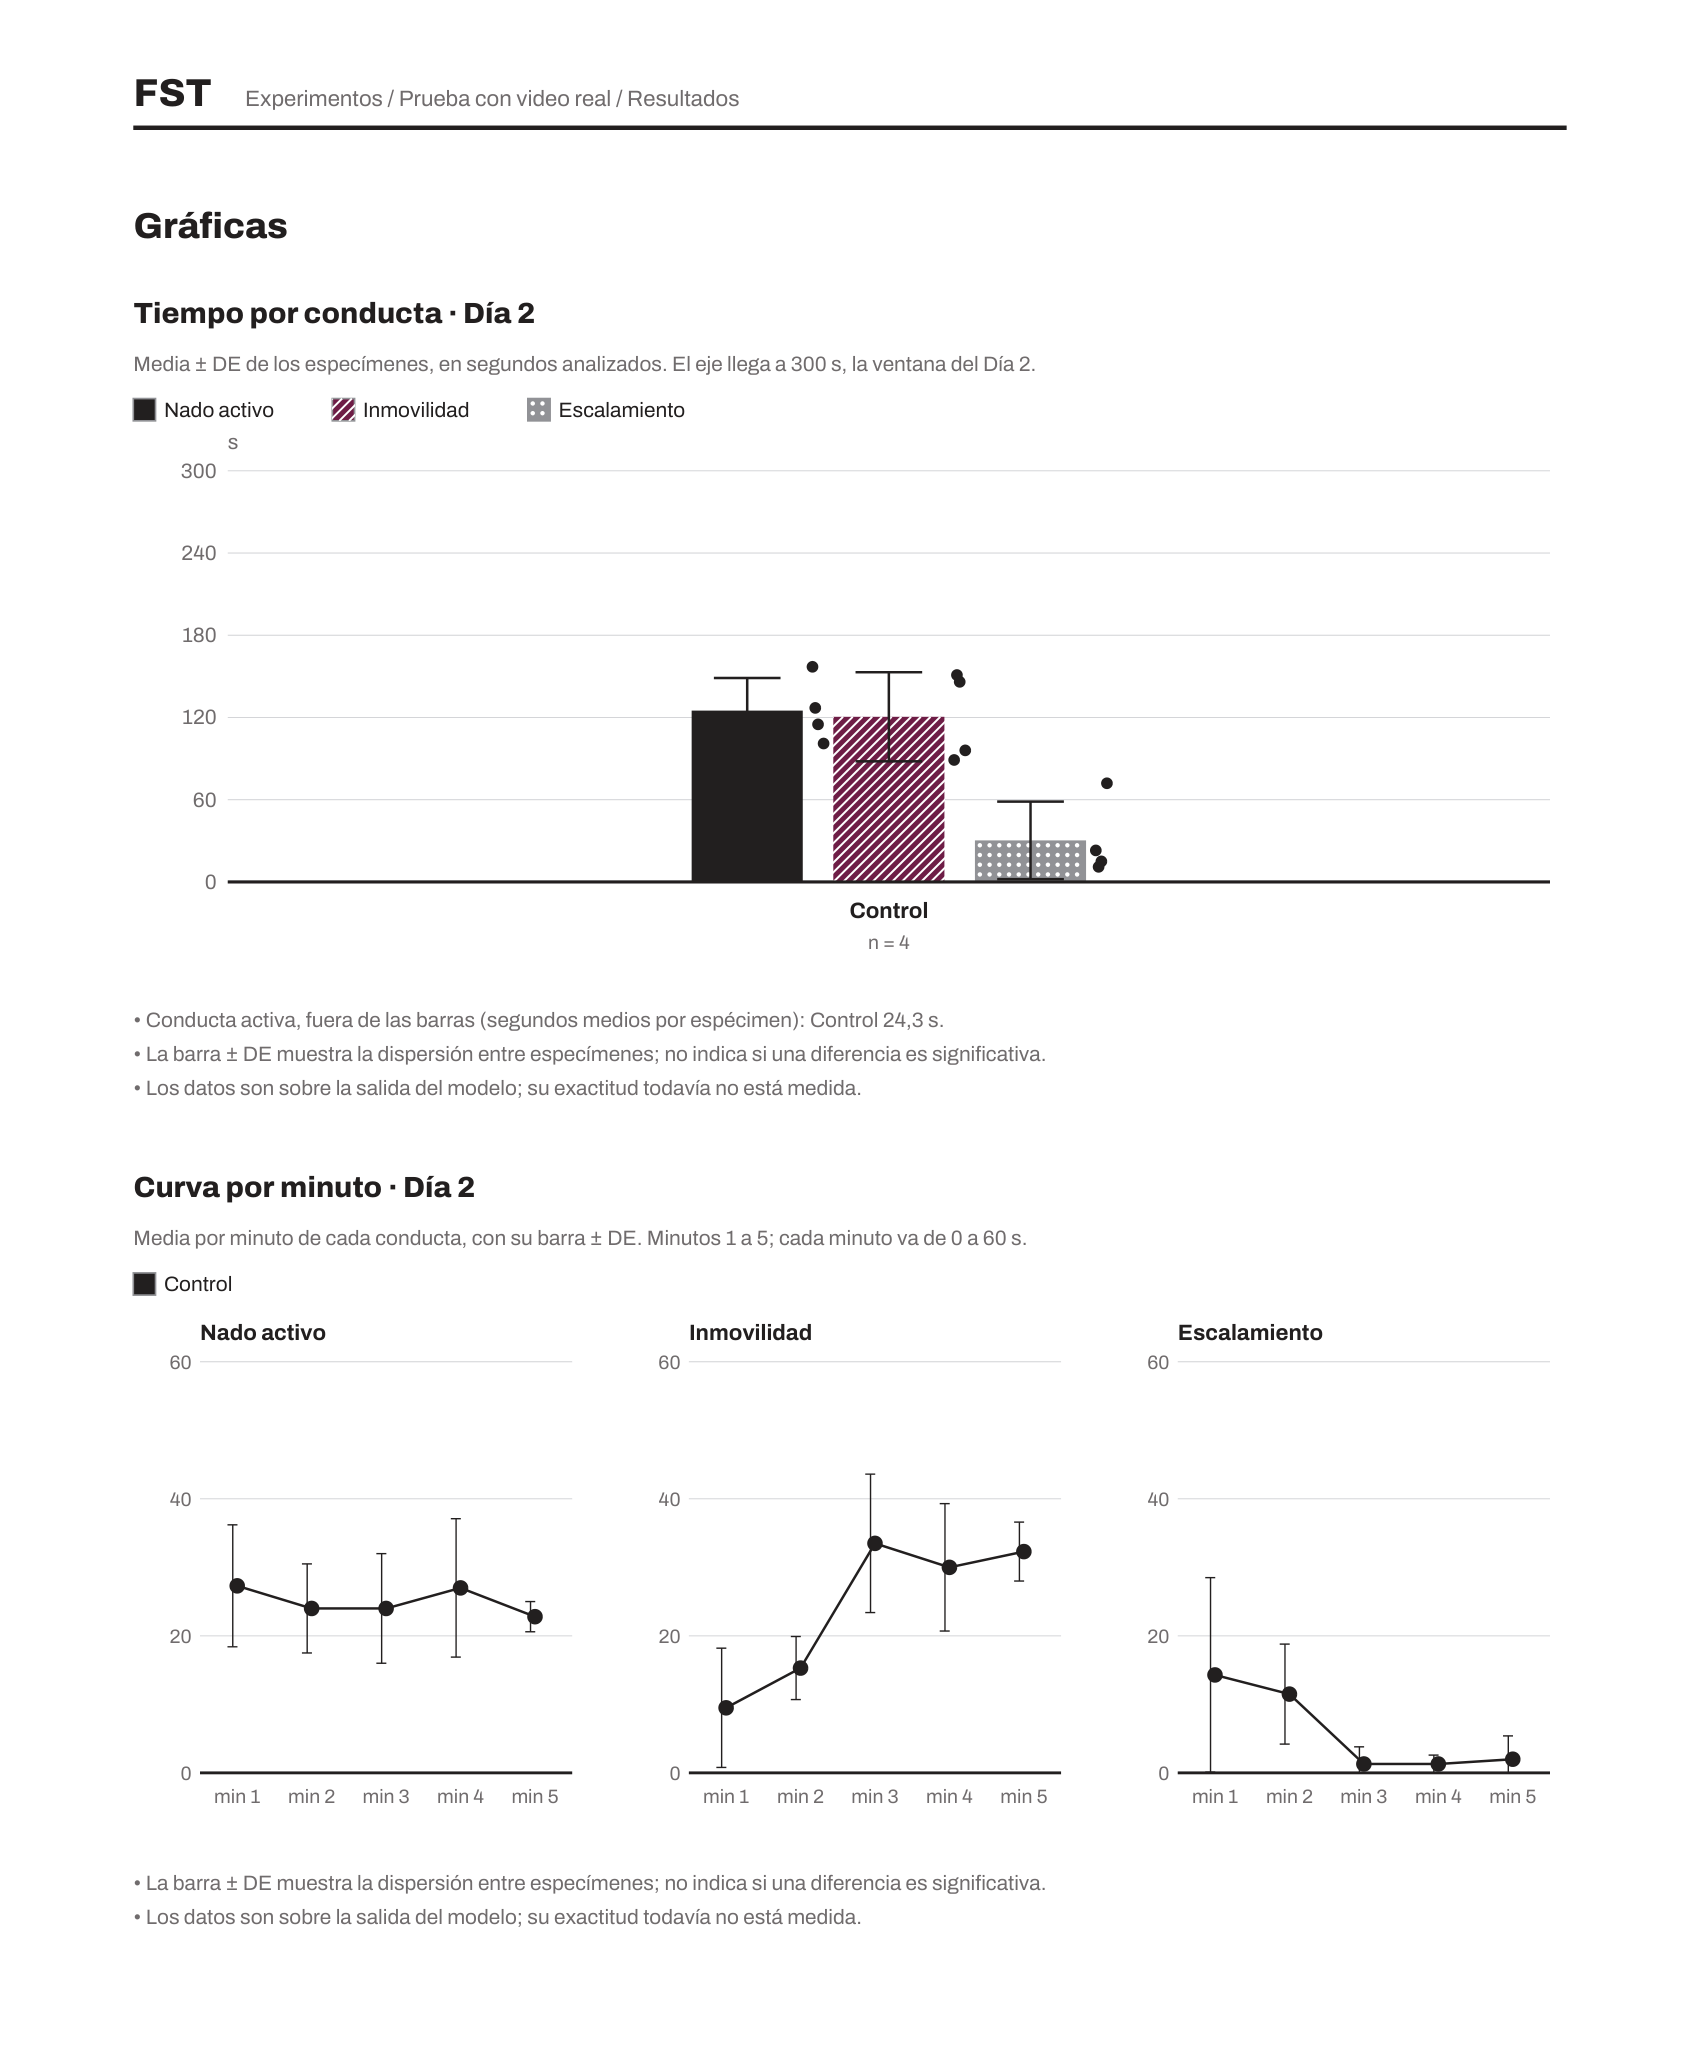 FST Experimentos / Prueba con video real / Resultados
Gráficas
Tiempo por conducta · Día 2
Media ± DE de los especímenes, en segundos analizados. El eje llega a 300 s, la ventana del Día 2.
Nado activo Inmovilidad Escalamiento
s
300
240
180
120
60
0
Control
n = 4
• Conducta activa, fuera de las barras (segundos medios por espécimen): Control 24,3 s.
• La barra ± DE muestra la dispersión entre especímenes; no indica si una diferencia es significativa.
• Los datos son sobre la salida del modelo; su exactitud todavía no está medida.
Curva por minuto · Día 2
Media por minuto de cada conducta, con su barra ± DE. Minutos 1 a 5; cada minuto va de 0 a 60 s.
Control
Nado activo
60
40
20
0
min 1 min 2 min 3 min 4 min 5
Inmovilidad
60
40
20
0
min 1 min 2 min 3 min 4 min 5
Escalamiento
60
40
20
0
min 1 min 2 min 3 min 4 min 5
• La barra ± DE muestra la dispersión entre especímenes; no indica si una diferencia es significativa.
• Los datos son sobre la salida del modelo; su exactitud todavía no está medida.